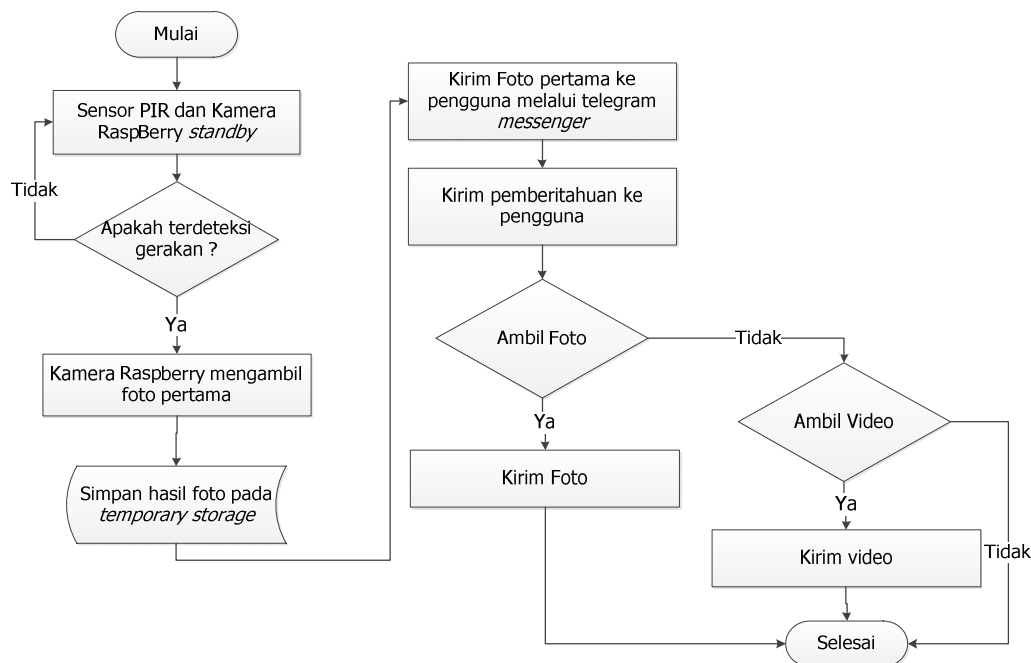 Mulai
Sensor PIR dan Kamera
RaspBerry standby
Tidak
Apakah terdeteksi
gerakan ?
Ya
Kamera Raspberry mengambil
foto pertama
Simpan hasil foto pada
temporary storage
Kirim Foto pertama ke
pengguna melalui telegram
messenger
Kirim pemberitahuan ke
pengguna
Ambil Foto
Tidak
Ya
Kirim Foto
Ambil Video
Ya
Kirim video
Tidak
Selesai